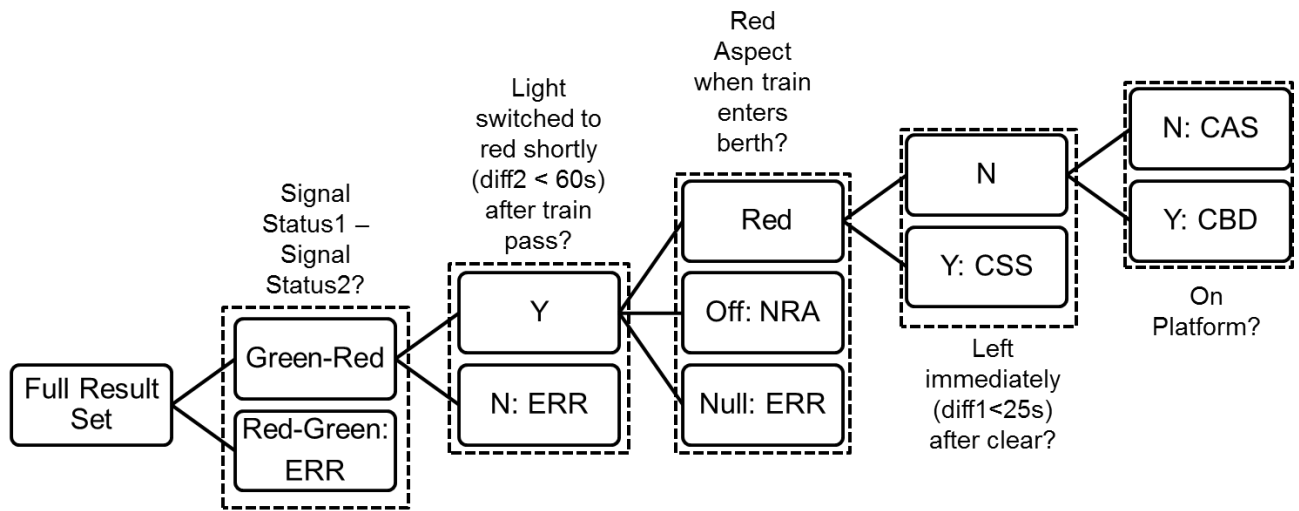 Full Result
Set
Signal
Status1 –
Signal
Status2?
Green-Red
Red-Green:
ERR
Light
switched to
red shortly
(diff2 < 60s)
after train
pass?
Y
N: ERR
Red
Aspect
when train
enters
berth?
Red
Off: NRA
Null: ERR
N
Y: CSS
Left
immediately
(diff1<25s)
after clear?
N: CAS
Y: CBD
On
Platform?